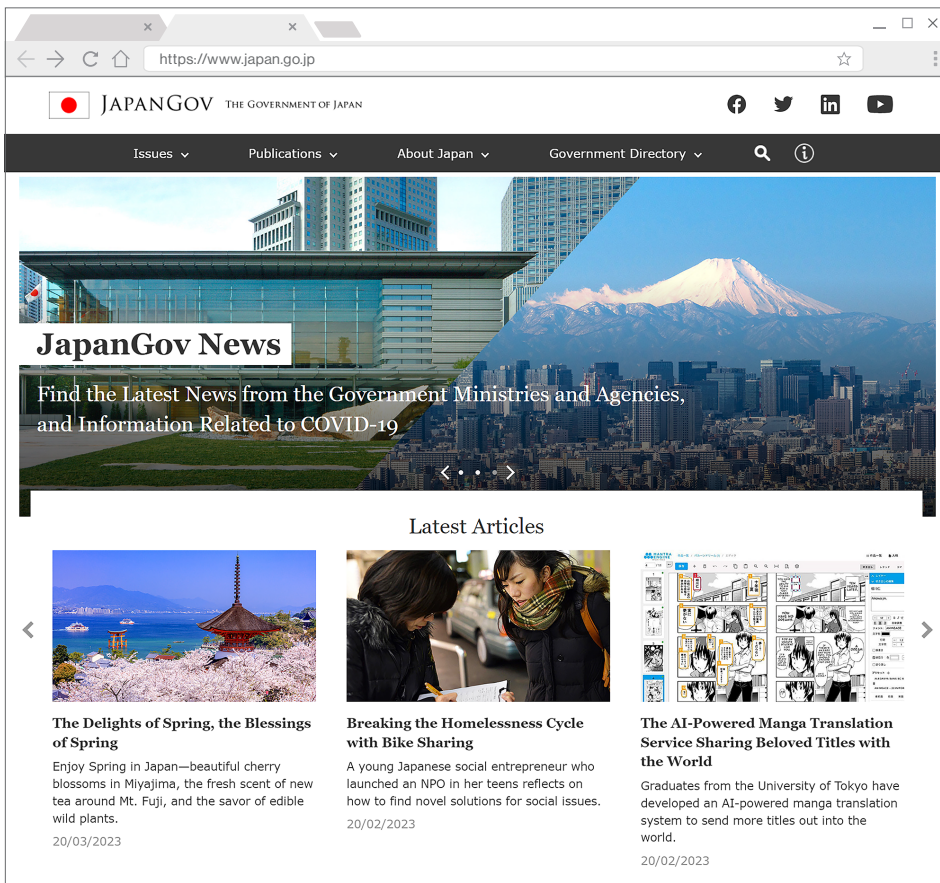 https://www.japan.go.jp
JAPANGOV THE GOVERNMENT OF JAPAN
Issues
Publications
About Japan
Government Directory
JapanGov News
Find the Latest News from the Government Ministries and Agencies,
and Information Related to COVID-19
Latest Articles
The Delights of Spring, the Blessings
of Spring
Enjoy Spring in Japan—beautiful cherry
blossoms in Miyajima, the fresh scent of new
tea around Mt. Fuji, and the savor of edible
wild plants.
20/03/2023
Breaking the Homelessness Cycle
with Bike Sharing
A young Japanese social entrepreneur who
launched an NPO in her teens reflects on
how to find novel solutions for social issues.
20/02/2023
MANTRA
ENGINE
The AI-Powered Manga Translation
Service Sharing Beloved Titles with
the World
Graduates from the University of Tokyo have
developed an AI-powered manga translation
system to send more titles out into the
world.
20/02/2023